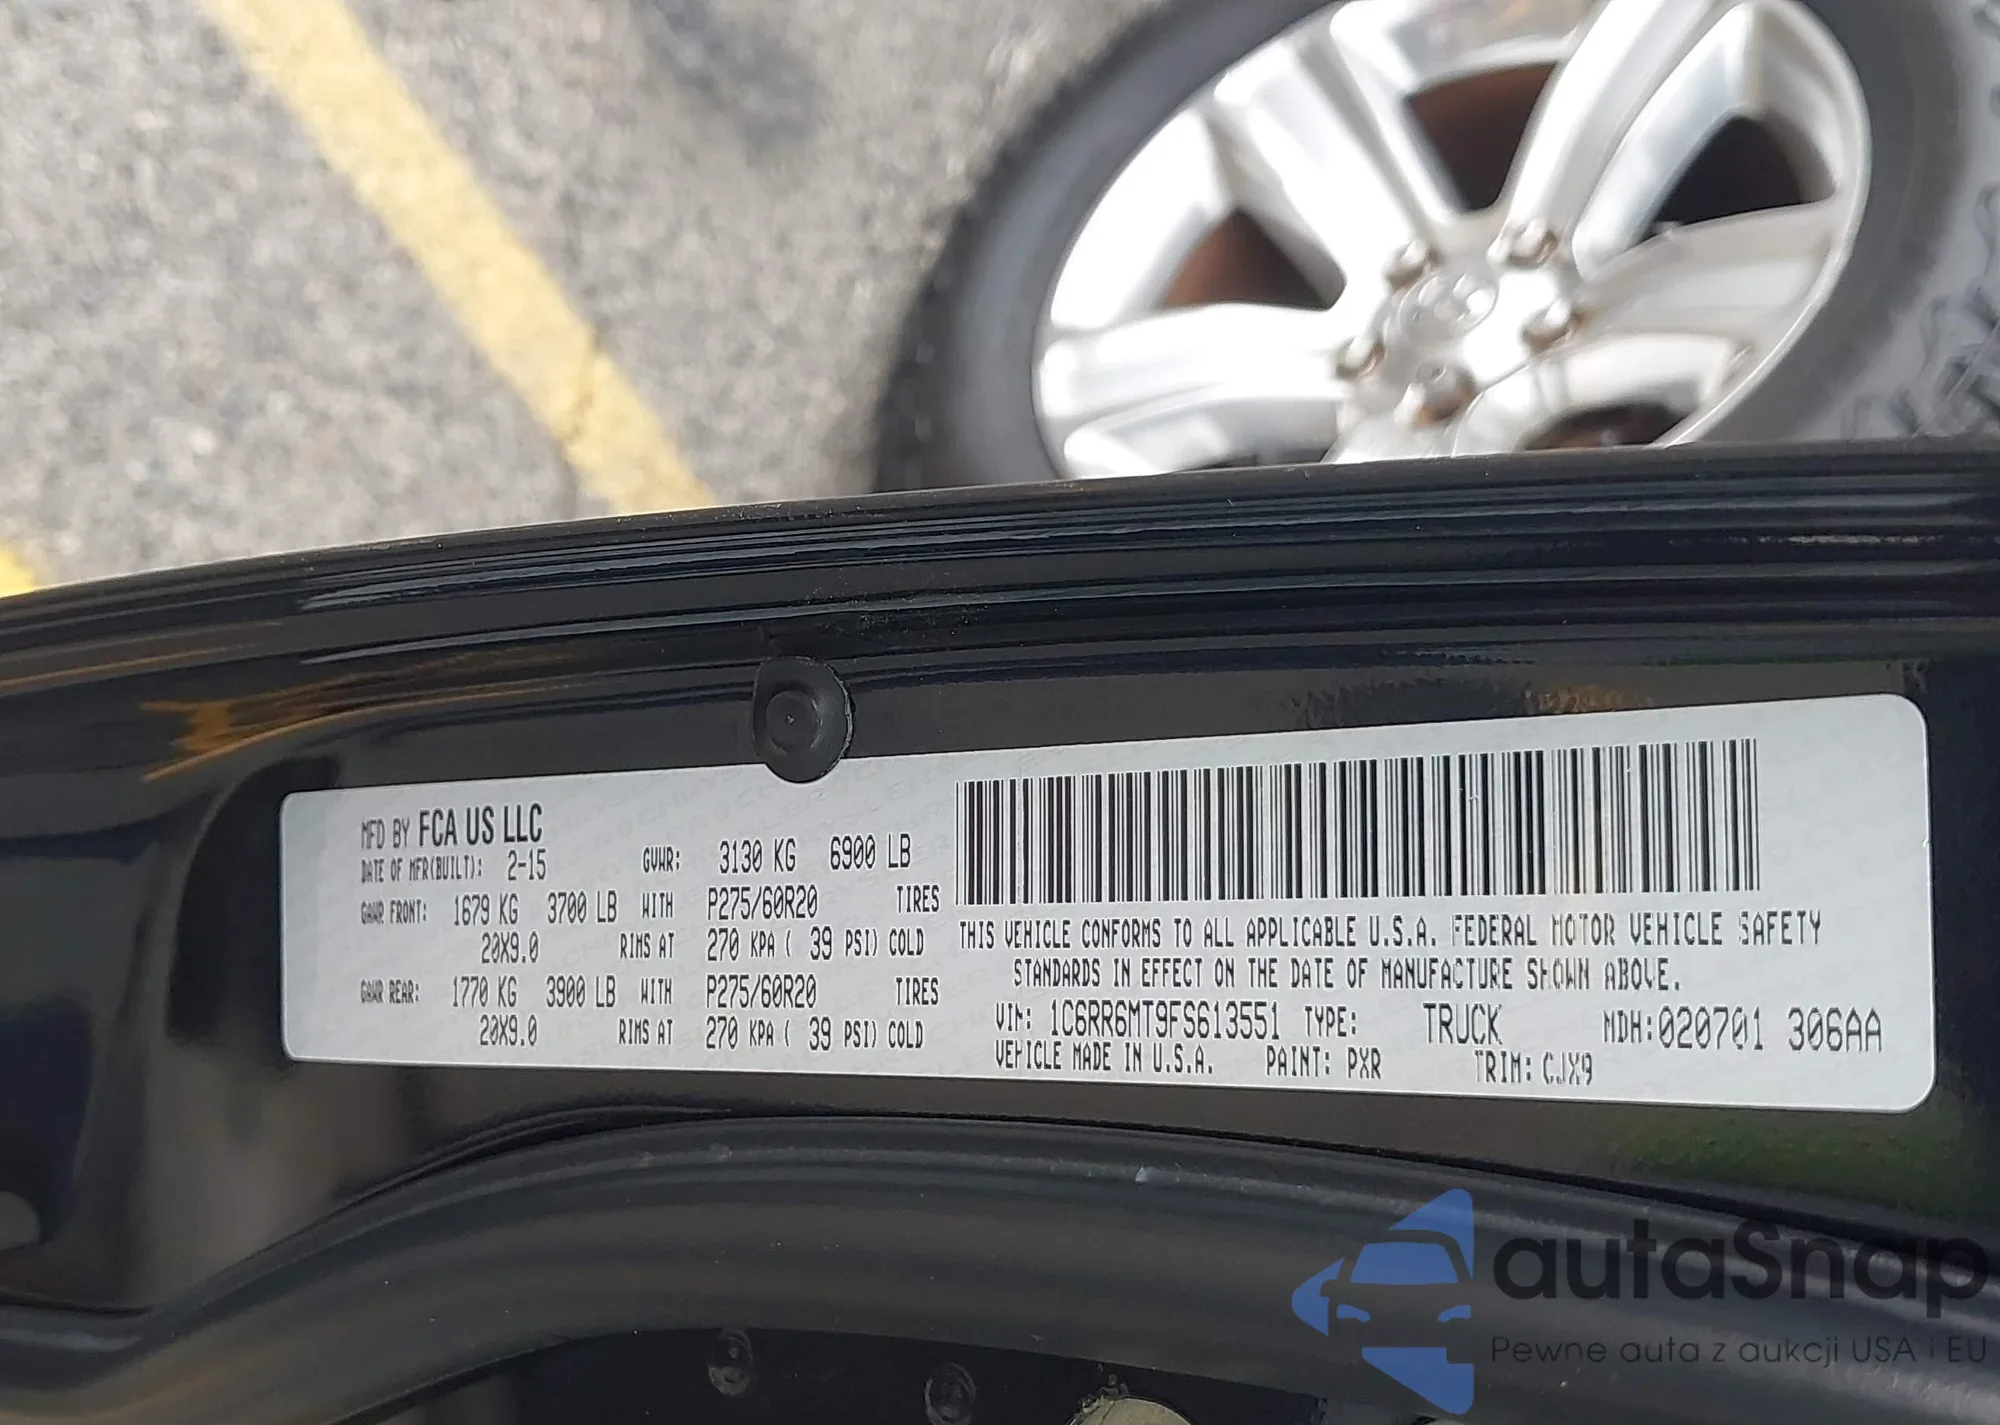 MFD BY FCA US LLC
DATE OF MFR(BUILT): 2-15 GVWR: 3130 KG 6900 LB
GAWR FRONT: 1679 KG 3700 LB WITH P275/60R20 TIRES
20X9.0 RIMS AT 270 KPA ( 39 PSI) COLD
GAWR REAR: 1770 KG 3900 LB WITH P275/60R20 TIRES
20X9.0 RIMS AT 270 KPA ( 39 PSI) COLD
THIS VEHICLE CONFORMS TO ALL APPLICABLE U.S.A. FEDERAL MOTOR VEHICLE SAFETY
STANDARDS IN EFFECT ON THE DATE OF MANUFACTURE SHOWN ABOVE.
VIN: 1C6RR6MT9FS613551 TYPE: TRUCK MDH:020701 306AA
VEHICLE MADE IN U.S.A. PAINT: PXR TRIM: CJX9
autaSnap
Pewne auta z aukcji USA i EU